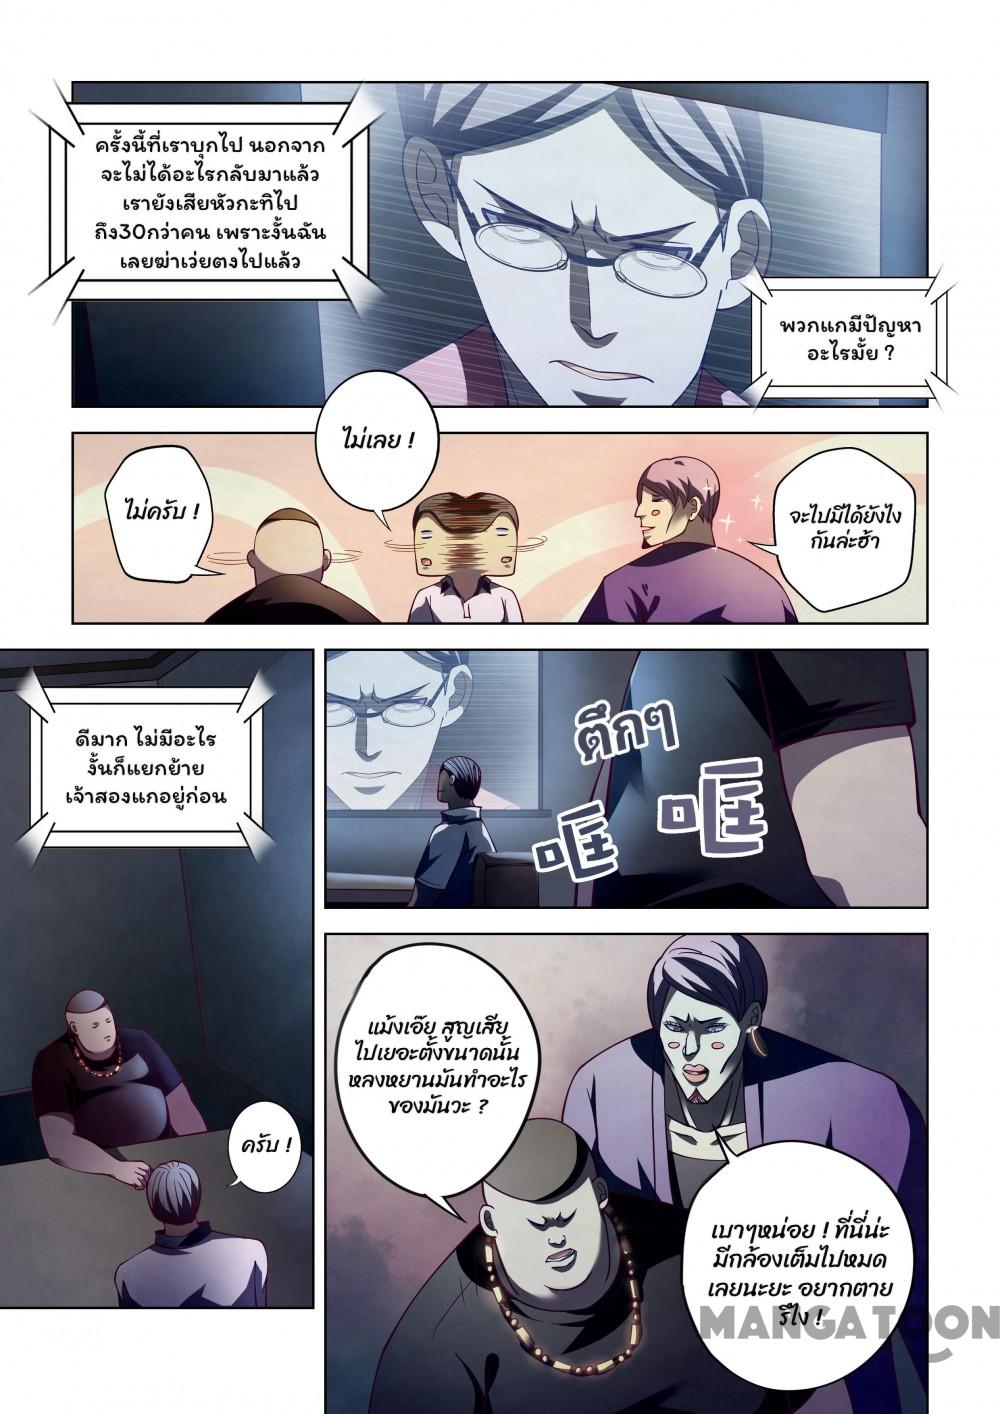 ครั้งนี้ที่เราบุกไป นอกจาก
จะไม่ได้อะไรกลับมาแล้ว
เรายังเสียหัวกะทิไป
ถึง30กว่าคน เพราะงั้นฉัน
เลยฆ่าเว่ยตงไปแล้ว
พวกแกมีปัญหา
อะไรมั้ย ?
ไม่เลย !
ไม่ครับ !
จะไปมีได้ยังไง
กันล่ะฮ้า
ดีมาก ไม่มีอะไร
งั้นก็แยกย้าย
เจ้าสองแกอยู่ก่อน
ตึกๆ
哐 哐
ครับ !
แม้งเอ๊ย สูญเสีย
ไปเยอะตั้งขนาดนั้น
หลงหยานมันทำอะไร
ของมันวะ ?
เบาๆหน่อย ! ที่นี่น่ะ
มีกล้องเต็มไปหมด
เลยนะยะ อยากตาย
รึไง !
MANGATOON